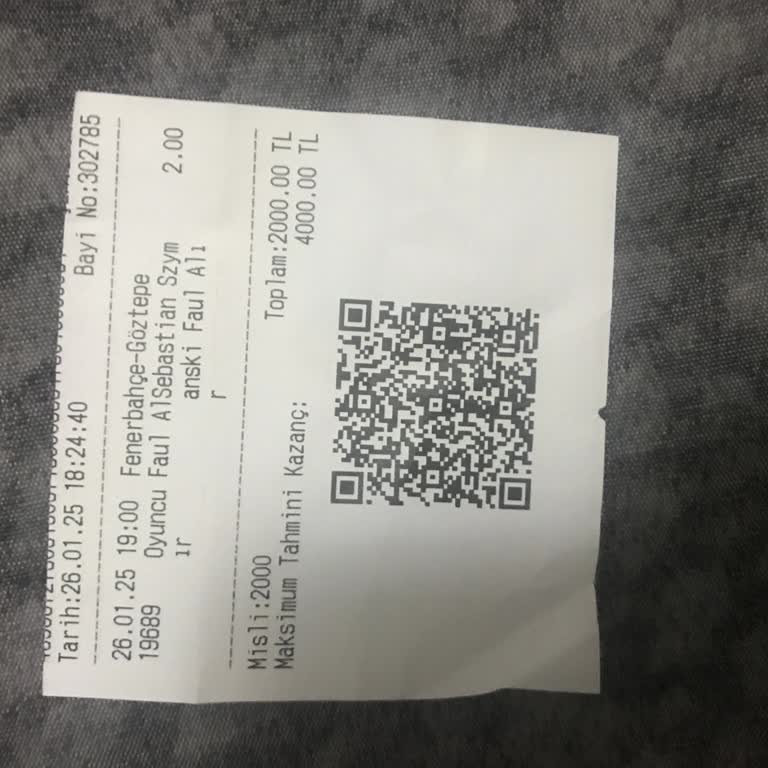 Tarih:26.01.25 18:24:40 Bayi No:302785
26.01.25 19:00 Fenerbahçe-Göztepe
19689 Oyuncu Faul AlSebastian Szym 2.00
ır anski Faul Alı
r
Misli:2000 Toplam:2000.00 TL
Maksimum Tahmini Kazanç: 4000.00 TL